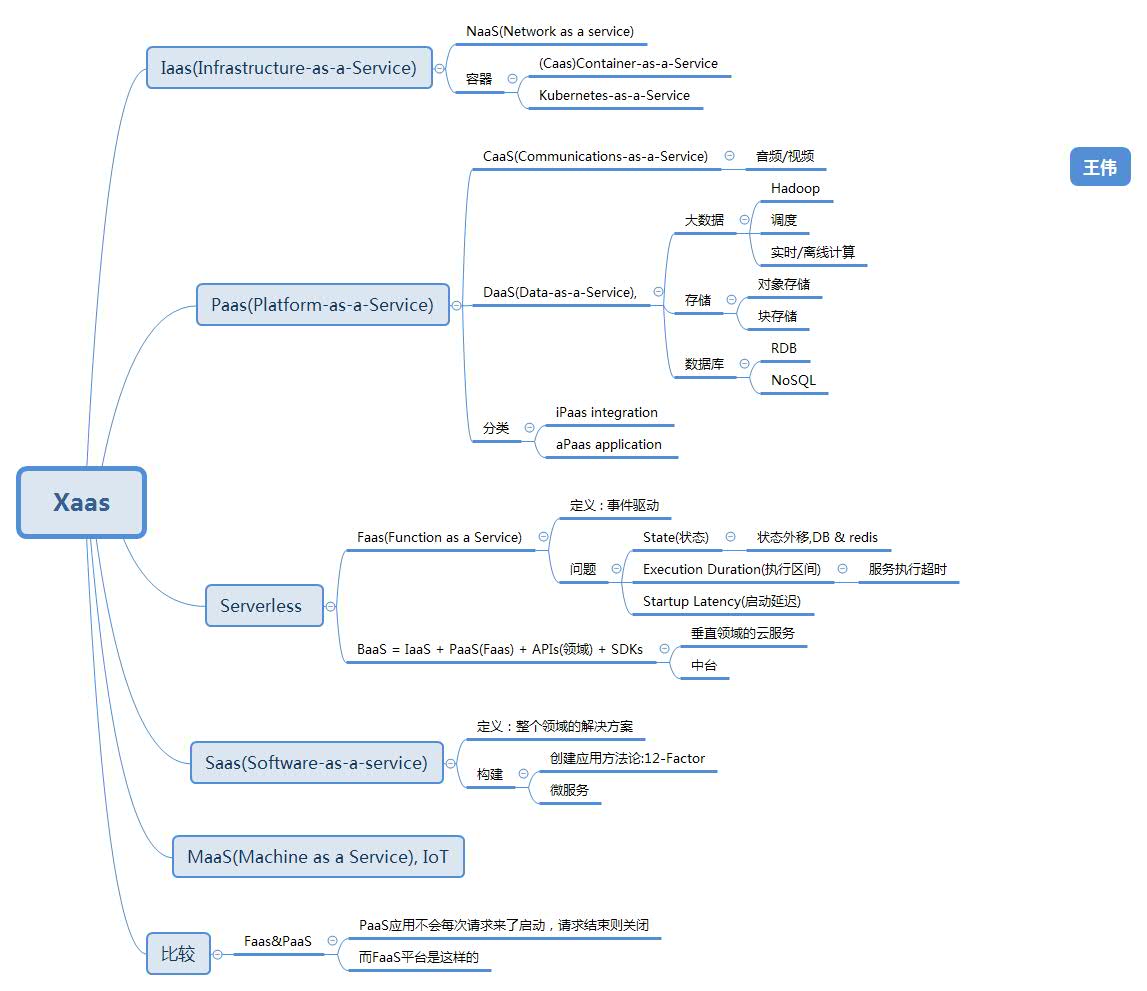 Xaas
Iaas(Infrastructure-as-a-Service)
NaaS(Network as a service)
容器
(Caas)Container-as-a-Service
Kubernetes-as-a-Service
Paas(Platform-as-a-Service)
CaaS(Communications-as-a-Service)
音频/视频
DaaS(Data-as-a-Service),
大数据
Hadoop
调度
实时/离线计算
存储
对象存储
块存储
数据库
RDB
NoSQL
分类
iPaas integration
aPaas application
Serverless
Faas(Function as a Service)
定义：事件驱动
问题
State(状态)
状态外移,DB & redis
Execution Duration(执行区间)
服务执行超时
Startup Latency(启动延迟)
BaaS = IaaS + PaaS(Faas) + APIs(领域) + SDKs
垂直领域的云服务
中台
Saas(Software-as-a-service)
定义：整个领域的解决方案
构建
创建应用方法论:12-Factor
微服务
MaaS(Machine as a Service), IoT
比较
Faas&PaaS
PaaS应用不会每次请求来了启动，请求结束则关闭
而FaaS平台是这样的
王伟